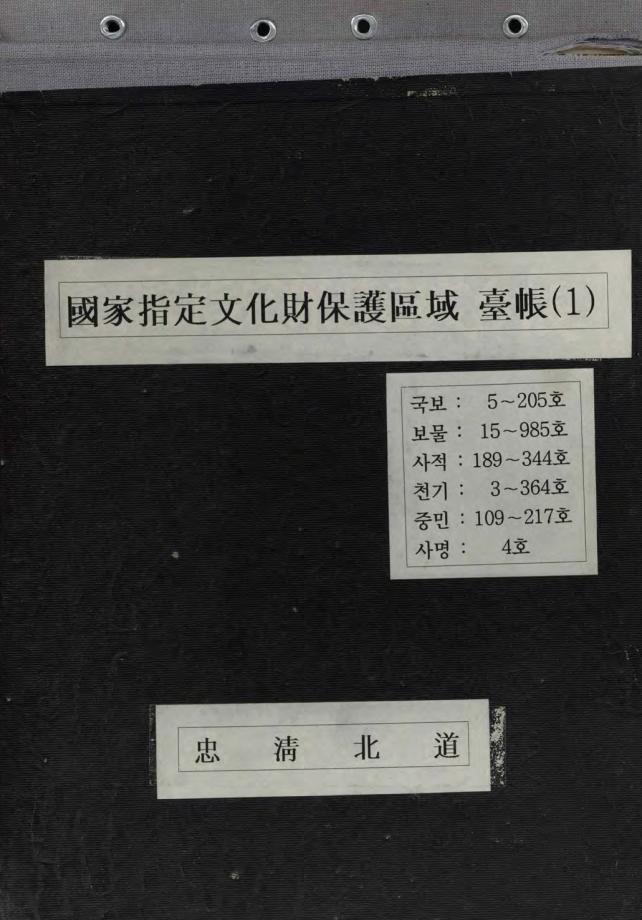 國家指定文化財保護區域 臺帳(1)
국보 : 5~205호
보물 : 15~985호
사적 : 189~344호
천기 : 3~364호
중민 : 109~217호
사명 : 4호
忠 淸 北 道